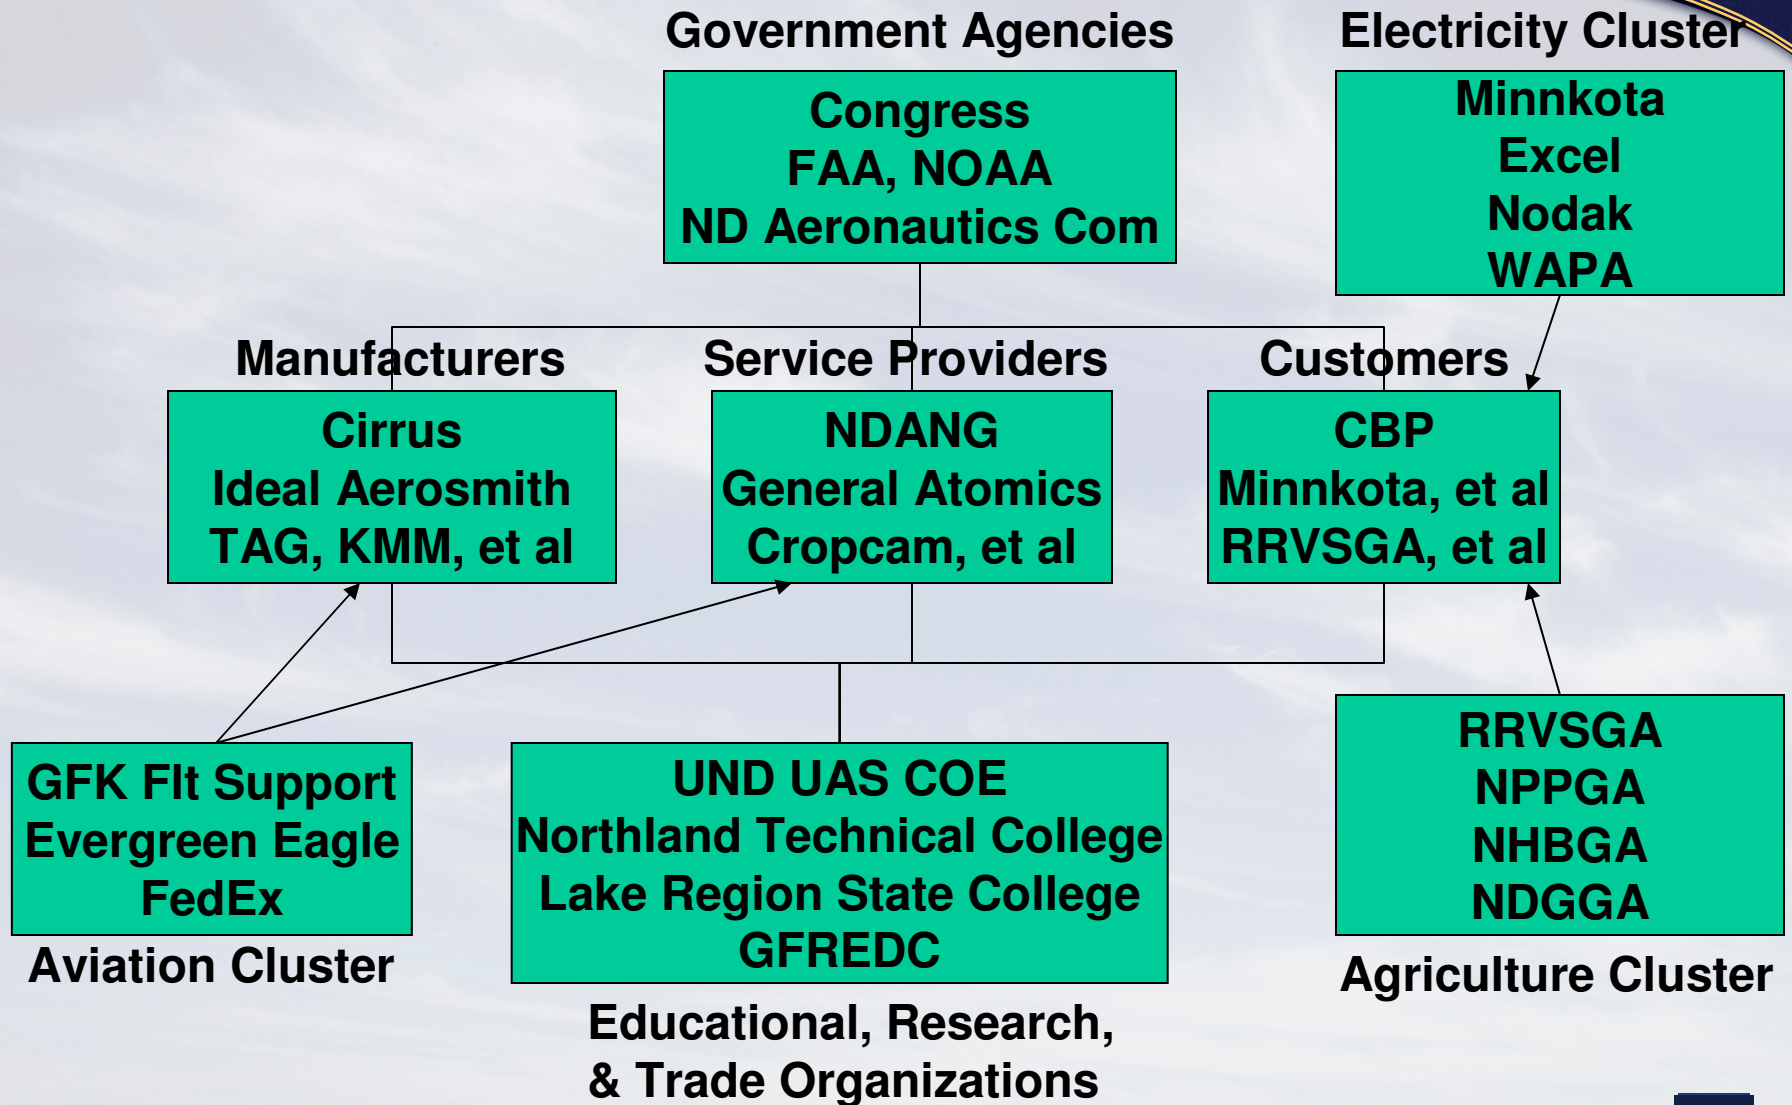 Government Agencies
Congress
FAA, NOAA
ND Aeronautics Com
Electricity Cluster
Minnkota
Excel
Nodak
WAPA
Manufacturers
Cirrus
Ideal Aerosmith
TAG, KMM, et al
Service Providers
NDANG
General Atomics
Cropcam, et al
Customers
CBP
Minnkota, et al
RRVSGA, et al
GFK Flt Support
Evergreen Eagle
FedEx
Aviation Cluster
UND UAS COE
Northland Technical College
Lake Region State College
GFREDC
Educational, Research,
& Trade Organizations
RRVSGA
NPPGA
NHBGA
NDGGA
Agriculture Cluster